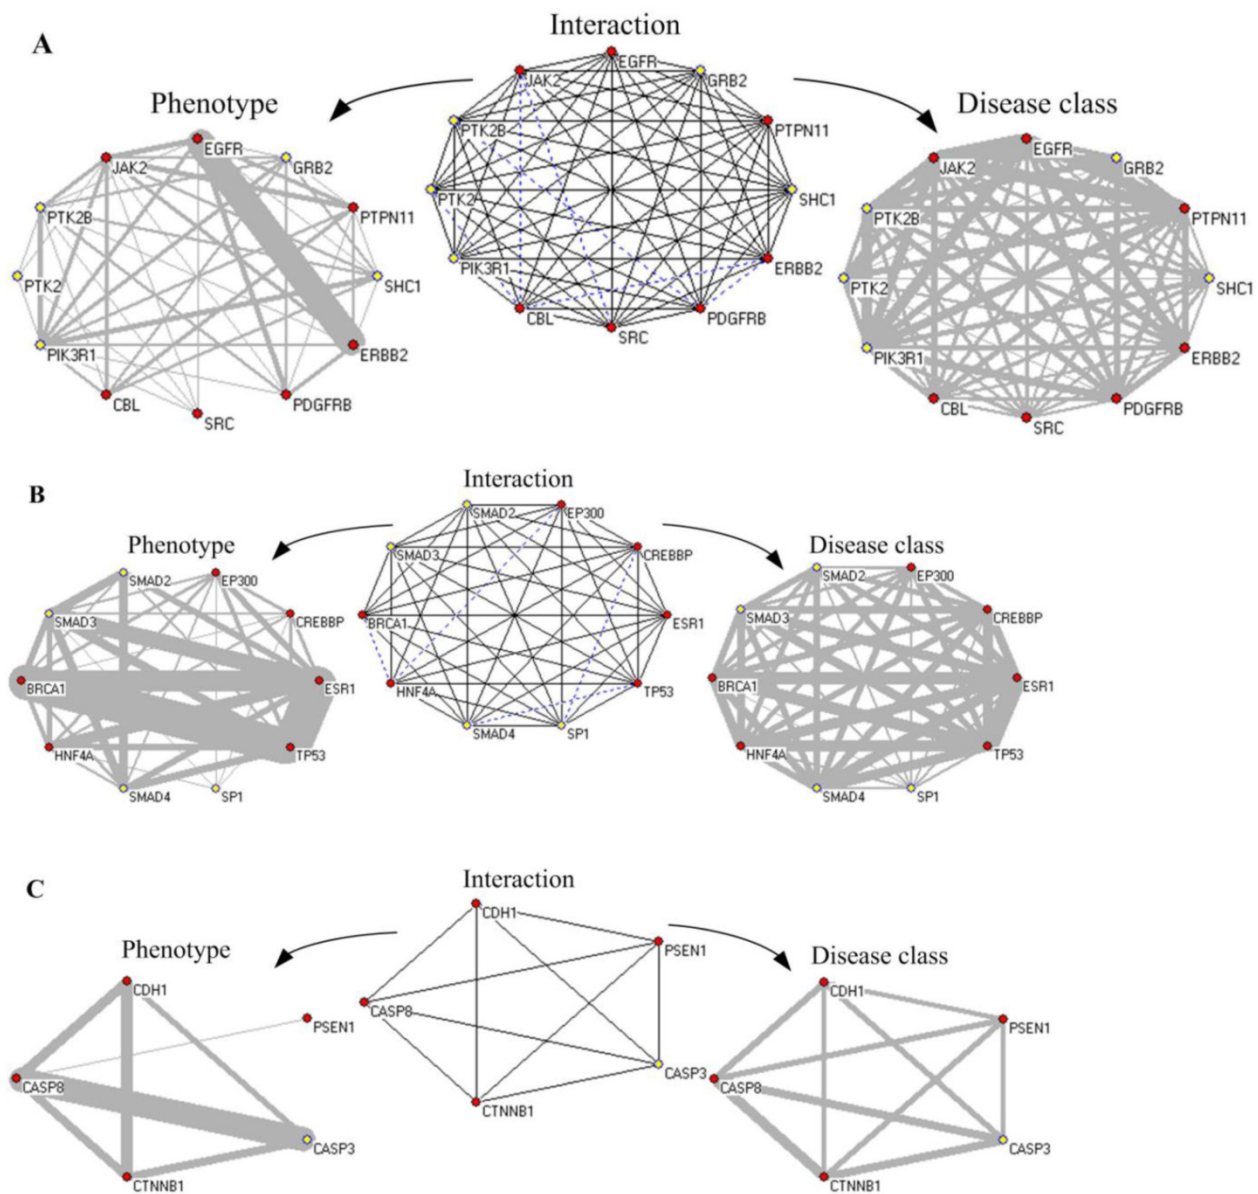 A
Interaction
Phenotype
Disease class
EGFR
JAK2
GRB2
PTK2B
PTPN11
PTK2
SHC1
PIK3R1
ERBB2
CBL
PDGFRB
SRC
EGFR
JAK2
GRB2
PTK2B
PTPN11
PTK2
SHC1
PIK3R1
ERBB2
CBL
PDGFRB
SRC
EGFR
JAK2
GRB2
PTK2B
PTPN11
PTK2
SHC1
PIK3R1
ERBB2
CBL
PDGFRB
SRC
B
Interaction
Phenotype
Disease class
SMAD2
EP300
SMAD3
CREBBP
BRCA1
ESR1
HNF4A
TP53
SMAD4
SP1
SMAD2
EP300
SMAD3
CREBBP
BRCA1
ESR1
HNF4A
TP53
SMAD4
SP1
SMAD2
EP300
SMAD3
CREBBP
BRCA1
ESR1
HNF4A
TP53
SMAD4
SP1
C
Interaction
Phenotype
Disease class
CDH1
PSEN1
CASP8
CASP3
CTNNB1
CDH1
PSEN1
CASP8
CASP3
CTNNB1
CDH1
PSEN1
CASP8
CASP3
CTNNB1